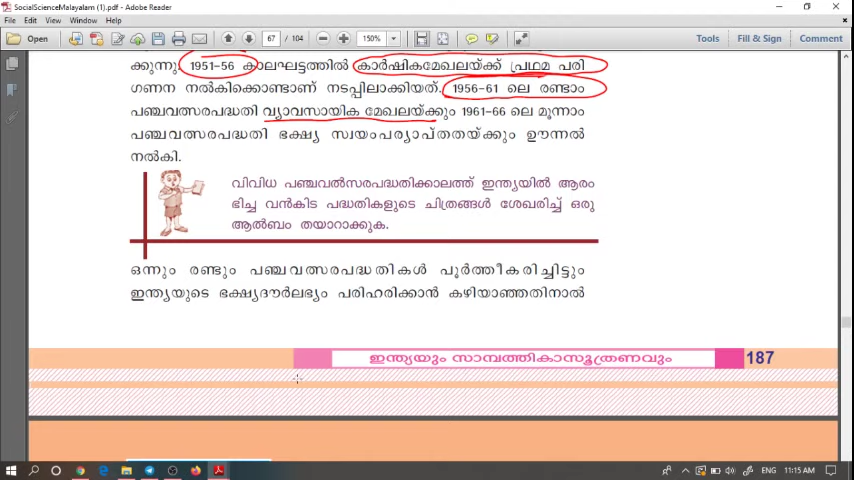 SocialScienceMalayalam (1).pdf - Adobe Reader
File Edit View Window Help
Open 67 / 104 150% Tools Fill & Sign Comment
ക്കുന്നു. 1951-56 കാലഘട്ടത്തിൽ കാർഷികമേഖലയ്ക്ക് പ്രഥമ പരി
ഗണന നൽകിക്കൊണ്ടാണ് നടപ്പിലാക്കിയത്. 1956-61 ലെ രണ്ടാം
പഞ്ചവത്സരപദ്ധതി വ്യാവസായിക മേഖലയ്ക്കും 1961-66 ലെ മൂന്നാം
പഞ്ചവത്സരപദ്ധതി ഭക്ഷ്യ സ്വയംപര്യാപ്തതയ്ക്കും ഊന്നൽ
നൽകി.
വിവിധ പഞ്ചവൽസരപദ്ധതിക്കാലത്ത് ഇന്ത്യയിൽ ആരം
ഭിച്ച വൻകിട പദ്ധതികളുടെ ചിത്രങ്ങൾ ശേഖരിച്ച് ഒരു
ആൽബം തയാറാക്കുക.
ഒന്നും രണ്ടും പഞ്ചവത്സരപദ്ധതികൾ പൂർത്തീകരിച്ചിട്ടും
ഇന്ത്യയുടെ ഭക്ഷ്യദൗർലഭ്യം പരിഹരിക്കാൻ കഴിയാഞ്ഞതിനാൽ
ഇന്ത്യയും സാമ്പത്തികാസൂത്രണവും 187
ENG 11:15 AM